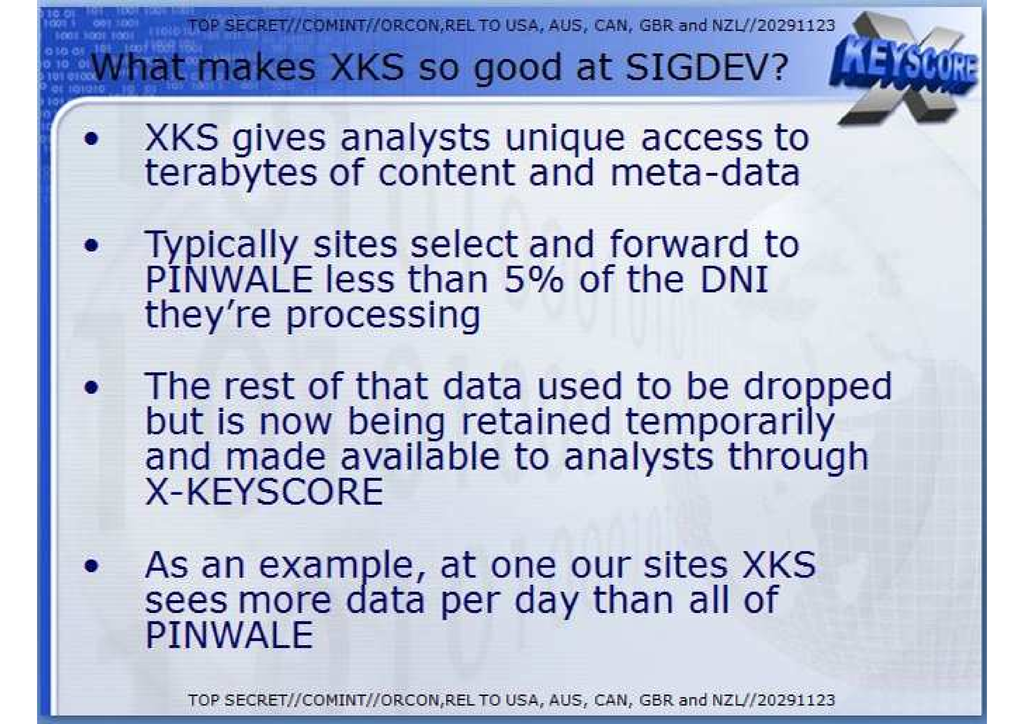 TOP SECRET//COMINT//ORCON,REL TO USA, AUS, CAN, GBR and NZL//20291123
What makes XKS so good at SIGDEV?
X KEYSCORE
• XKS gives analysts unique access to
terabytes of content and meta-data
• Typically sites select and forward to
PINWALE less than 5% of the DNI
they’re processing
• The rest of that data used to be dropped
but is now being retained temporarily
and made available to analysts through
X-KEYSCORE
• As an example, at one our sites XKS
sees more data per day than all of
PINWALE
TOP SECRET//COMINT//ORCON,REL TO USA, AUS, CAN, GBR and NZL//20291123